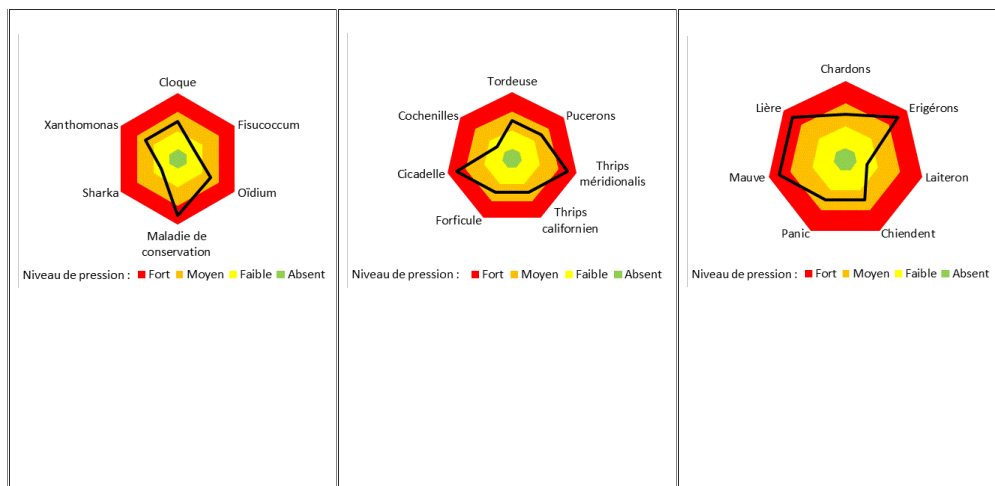 Cloque
Xanthomonas
Fisucoccum
Sharka
Oïdium
Maladie de
conservation
Niveau de pression : Fort Moyen Faible Absent
Tordeuse
Cochenilles
Pucerons
Cicadelle
Thrips
méridionalis
Forficule
Thrips
californien
Niveau de pression : Fort Moyen Faible Absent
Chardons
Lière
Erigérons
Mauve
Laiteron
Panic
Chiendent
Niveau de pression : Fort Moyen Faible Absent